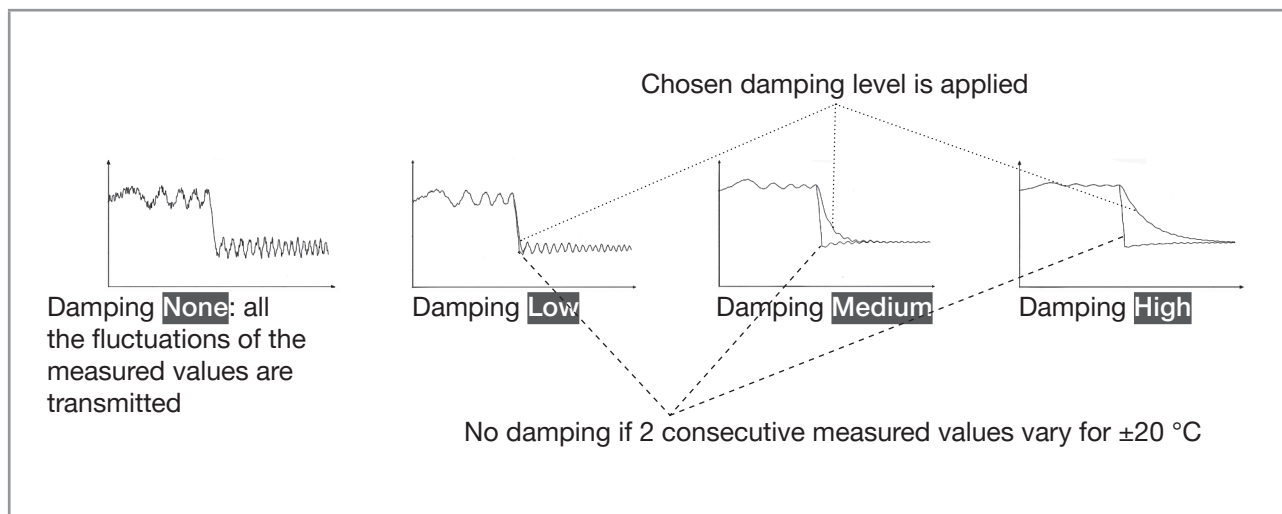 Chosen damping level is applied
Damping None: all
the fluctuations of the
measured values are
transmitted
Damping Low
Damping Medium
Damping High
No damping if 2 consecutive measured values vary for ±20 °C